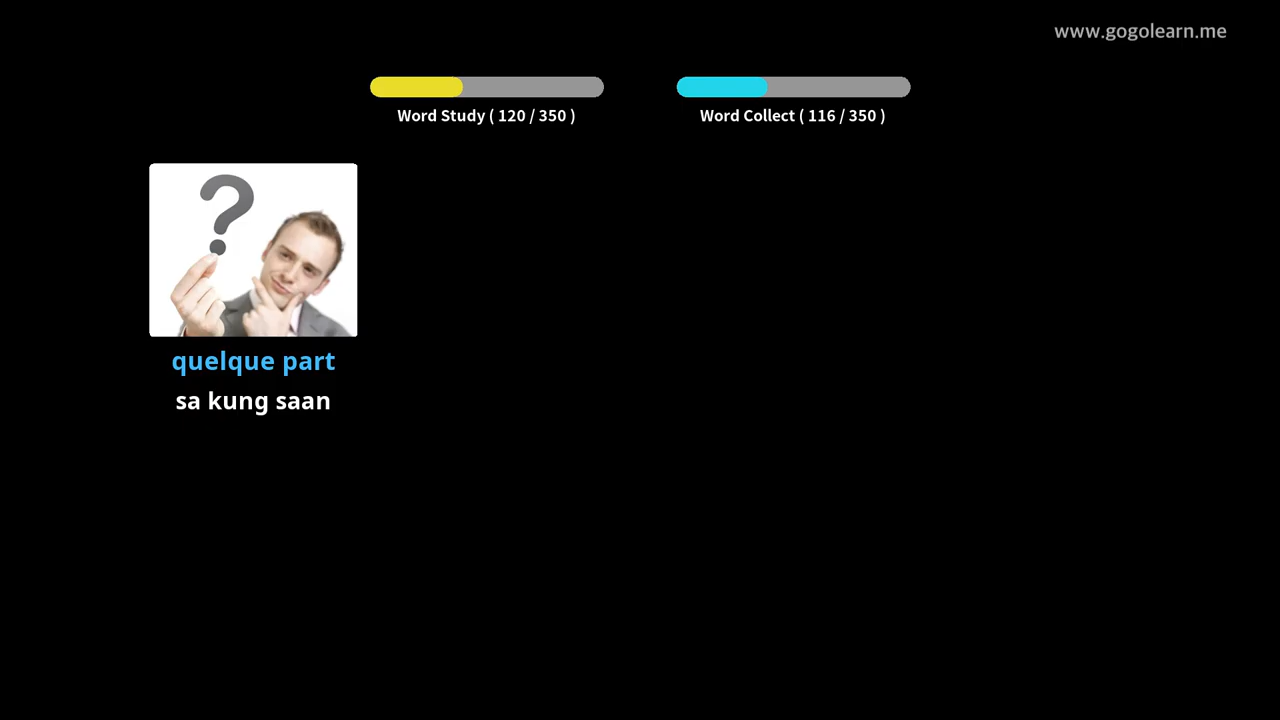 www.gogolearn.me
Word Study ( 120 / 350 )
Word Collect ( 116 / 350 )
?
quelque part
sa kung saan